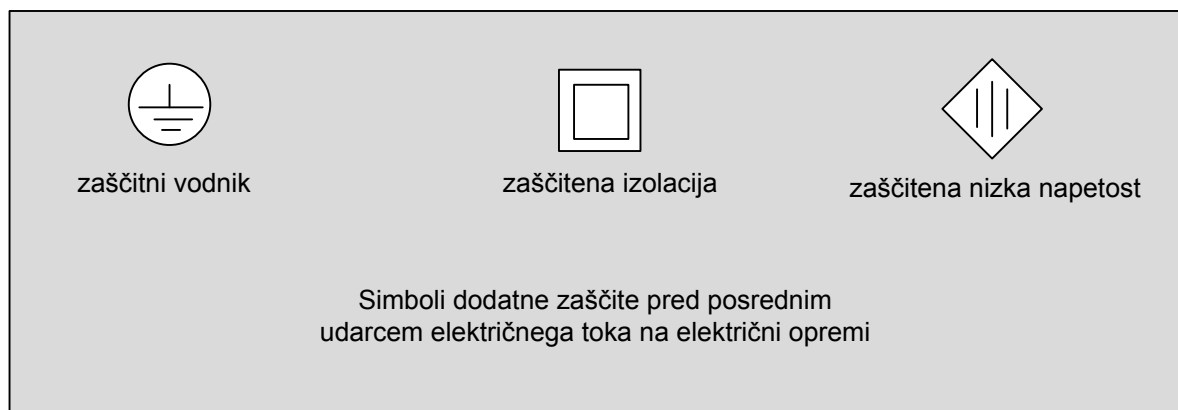 zaščitni vodnik
zaščitena izolacija
zaščitena nizka napetost
Simboli dodatne zaščite pred posrednim
udarcem električnega toka na električni opremi